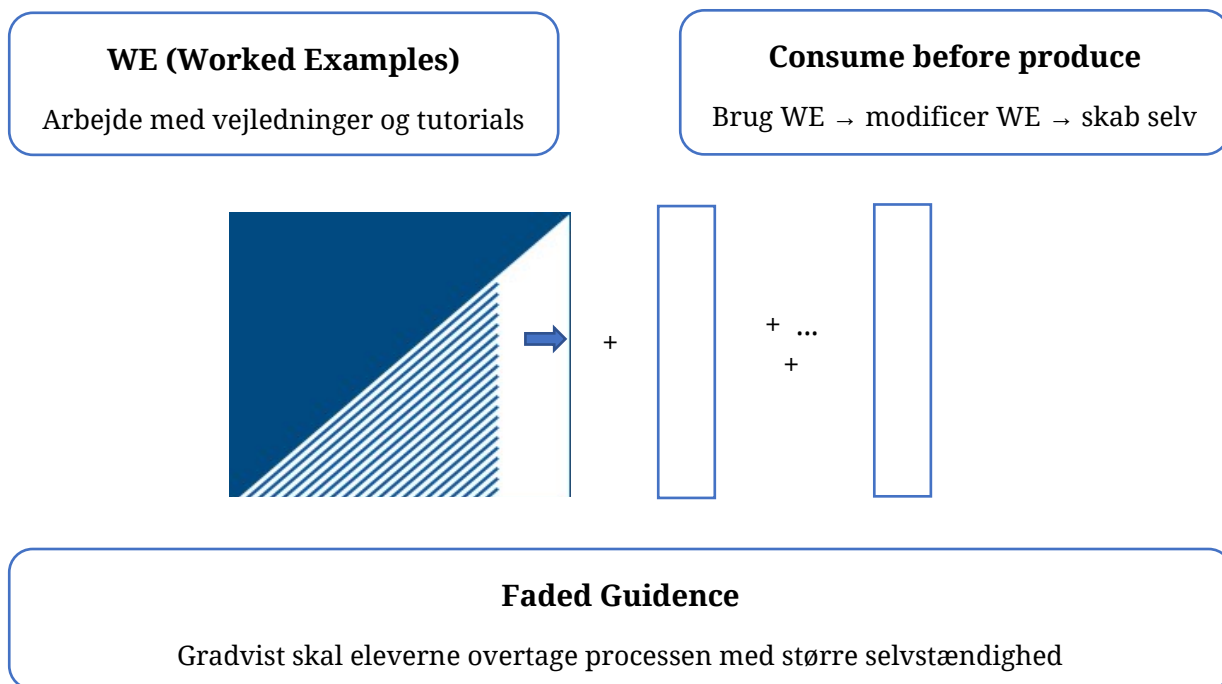 WE (Worked Examples)
Arbejde med vejledninger og tutorials
Consume before produce
Brug WE → modificer WE → skab selv
+
+ ...
+
Faded Guidence
Gradvist skal eleverne overtage processen med større selvstændighed